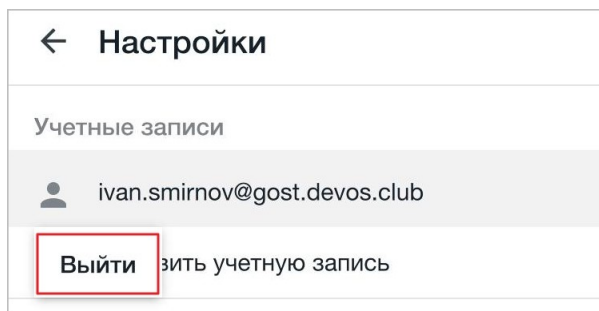 Настройки
Учетные записи
ivan.smirnov@gost.devos.club
Выйти вить учетную запись